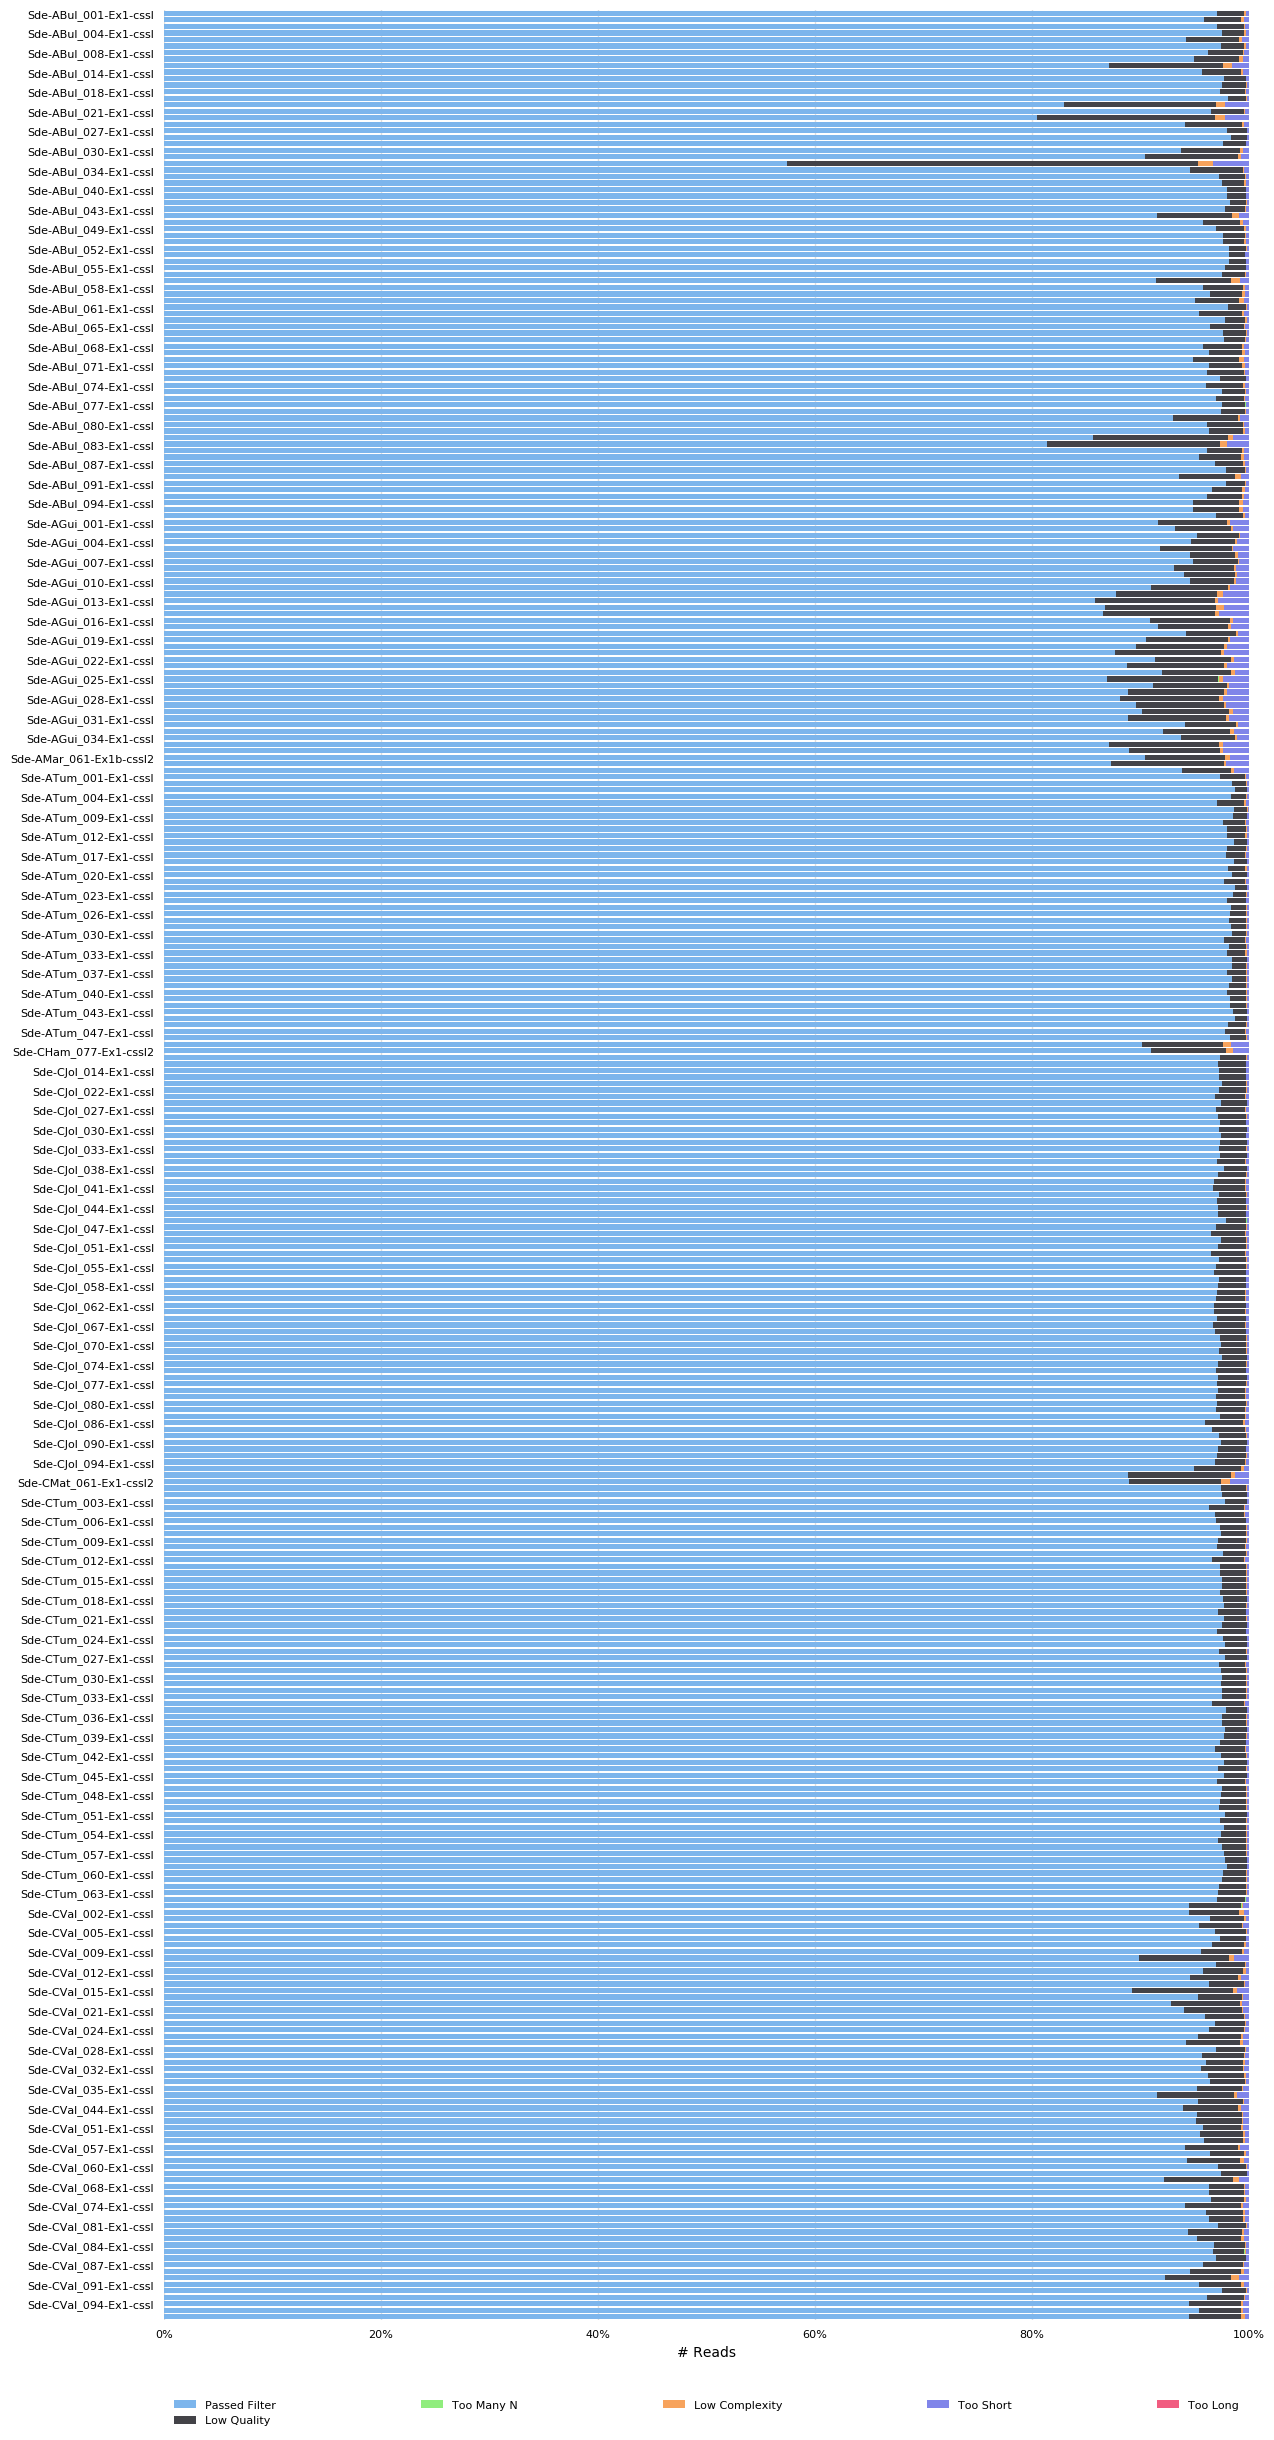 Sde-ABul_001-Ex1-cssl
Sde-ABul_004-Ex1-cssl
Sde-ABul_008-Ex1-cssl
Sde-ABul_014-Ex1-cssl
Sde-ABul_018-Ex1-cssl
Sde-ABul_021-Ex1-cssl
Sde-ABul_027-Ex1-cssl
Sde-ABul_030-Ex1-cssl
Sde-ABul_034-Ex1-cssl
Sde-ABul_040-Ex1-cssl
Sde-ABul_043-Ex1-cssl
Sde-ABul_049-Ex1-cssl
Sde-ABul_052-Ex1-cssl
Sde-ABul_055-Ex1-cssl
Sde-ABul_058-Ex1-cssl
Sde-ABul_061-Ex1-cssl
Sde-ABul_065-Ex1-cssl
Sde-ABul_068-Ex1-cssl
Sde-ABul_071-Ex1-cssl
Sde-ABul_074-Ex1-cssl
Sde-ABul_077-Ex1-cssl
Sde-ABul_080-Ex1-cssl
Sde-ABul_083-Ex1-cssl
Sde-ABul_087-Ex1-cssl
Sde-ABul_091-Ex1-cssl
Sde-ABul_094-Ex1-cssl
Sde-AGui_001-Ex1-cssl
Sde-AGui_004-Ex1-cssl
Sde-AGui_007-Ex1-cssl
Sde-AGui_010-Ex1-cssl
Sde-AGui_013-Ex1-cssl
Sde-AGui_016-Ex1-cssl
Sde-AGui_019-Ex1-cssl
Sde-AGui_022-Ex1-cssl
Sde-AGui_025-Ex1-cssl
Sde-AGui_028-Ex1-cssl
Sde-AGui_031-Ex1-cssl
Sde-AGui_034-Ex1-cssl
Sde-AMar_061-Ex1b-cssl2
Sde-ATum_001-Ex1-cssl
Sde-ATum_004-Ex1-cssl
Sde-ATum_009-Ex1-cssl
Sde-ATum_012-Ex1-cssl
Sde-ATum_017-Ex1-cssl
Sde-ATum_020-Ex1-cssl
Sde-ATum_023-Ex1-cssl
Sde-ATum_026-Ex1-cssl
Sde-ATum_030-Ex1-cssl
Sde-ATum_033-Ex1-cssl
Sde-ATum_037-Ex1-cssl
Sde-ATum_040-Ex1-cssl
Sde-ATum_043-Ex1-cssl
Sde-ATum_047-Ex1-cssl
Sde-CHam_077-Ex1-cssl2
Sde-CJol_014-Ex1-cssl
Sde-CJol_022-Ex1-cssl
Sde-CJol_027-Ex1-cssl
Sde-CJol_030-Ex1-cssl
Sde-CJol_033-Ex1-cssl
Sde-CJol_038-Ex1-cssl
Sde-CJol_041-Ex1-cssl
Sde-CJol_044-Ex1-cssl
Sde-CJol_047-Ex1-cssl
Sde-CJol_051-Ex1-cssl
Sde-CJol_055-Ex1-cssl
Sde-CJol_058-Ex1-cssl
Sde-CJol_062-Ex1-cssl
Sde-CJol_067-Ex1-cssl
Sde-CJol_070-Ex1-cssl
Sde-CJol_074-Ex1-cssl
Sde-CJol_077-Ex1-cssl
Sde-CJol_080-Ex1-cssl
Sde-CJol_086-Ex1-cssl
Sde-CJol_090-Ex1-cssl
Sde-CJol_094-Ex1-cssl
Sde-CMat_061-Ex1-cssl2
Sde-CTum_003-Ex1-cssl
Sde-CTum_006-Ex1-cssl
Sde-CTum_009-Ex1-cssl
Sde-CTum_012-Ex1-cssl
Sde-CTum_015-Ex1-cssl
Sde-CTum_018-Ex1-cssl
Sde-CTum_021-Ex1-cssl
Sde-CTum_024-Ex1-cssl
Sde-CTum_027-Ex1-cssl
Sde-CTum_030-Ex1-cssl
Sde-CTum_033-Ex1-cssl
Sde-CTum_036-Ex1-cssl
Sde-CTum_039-Ex1-cssl
Sde-CTum_042-Ex1-cssl
Sde-CTum_045-Ex1-cssl
Sde-CTum_048-Ex1-cssl
Sde-CTum_051-Ex1-cssl
Sde-CTum_054-Ex1-cssl
Sde-CTum_057-Ex1-cssl
Sde-CTum_060-Ex1-cssl
Sde-CTum_063-Ex1-cssl
Sde-CVal_002-Ex1-cssl
Sde-CVal_005-Ex1-cssl
Sde-CVal_009-Ex1-cssl
Sde-CVal_012-Ex1-cssl
Sde-CVal_015-Ex1-cssl
Sde-CVal_021-Ex1-cssl
Sde-CVal_024-Ex1-cssl
Sde-CVal_028-Ex1-cssl
Sde-CVal_032-Ex1-cssl
Sde-CVal_035-Ex1-cssl
Sde-CVal_044-Ex1-cssl
Sde-CVal_051-Ex1-cssl
Sde-CVal_057-Ex1-cssl
Sde-CVal_060-Ex1-cssl
Sde-CVal_068-Ex1-cssl
Sde-CVal_074-Ex1-cssl
Sde-CVal_081-Ex1-cssl
Sde-CVal_084-Ex1-cssl
Sde-CVal_087-Ex1-cssl
Sde-CVal_091-Ex1-cssl
Sde-CVal_094-Ex1-cssl
0% 20% 40% 60% 80% 100%
# Reads
Passed Filter Too Many N Low Complexity Too Short Too Long
Low Quality